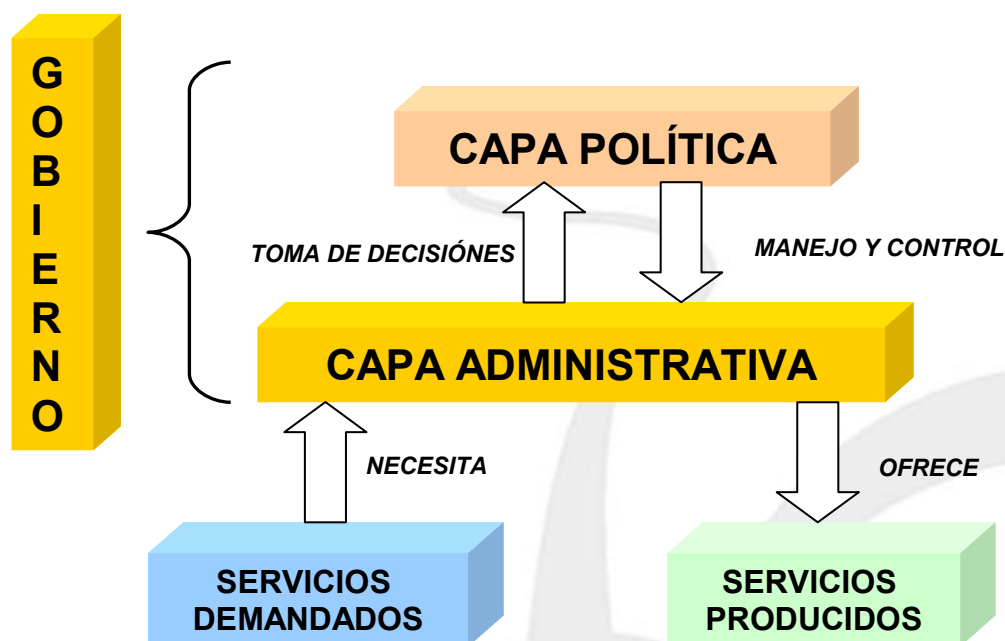 GOBIERNO
CAPA POLÍTICA
TOMA DE DECISIÓNES
MANEJO Y CONTROL
CAPA ADMINISTRATIVA
NECESITA
OFRECE
SERVICIOS
DEMANDADOS
SERVICIOS
PRODUCIDOS